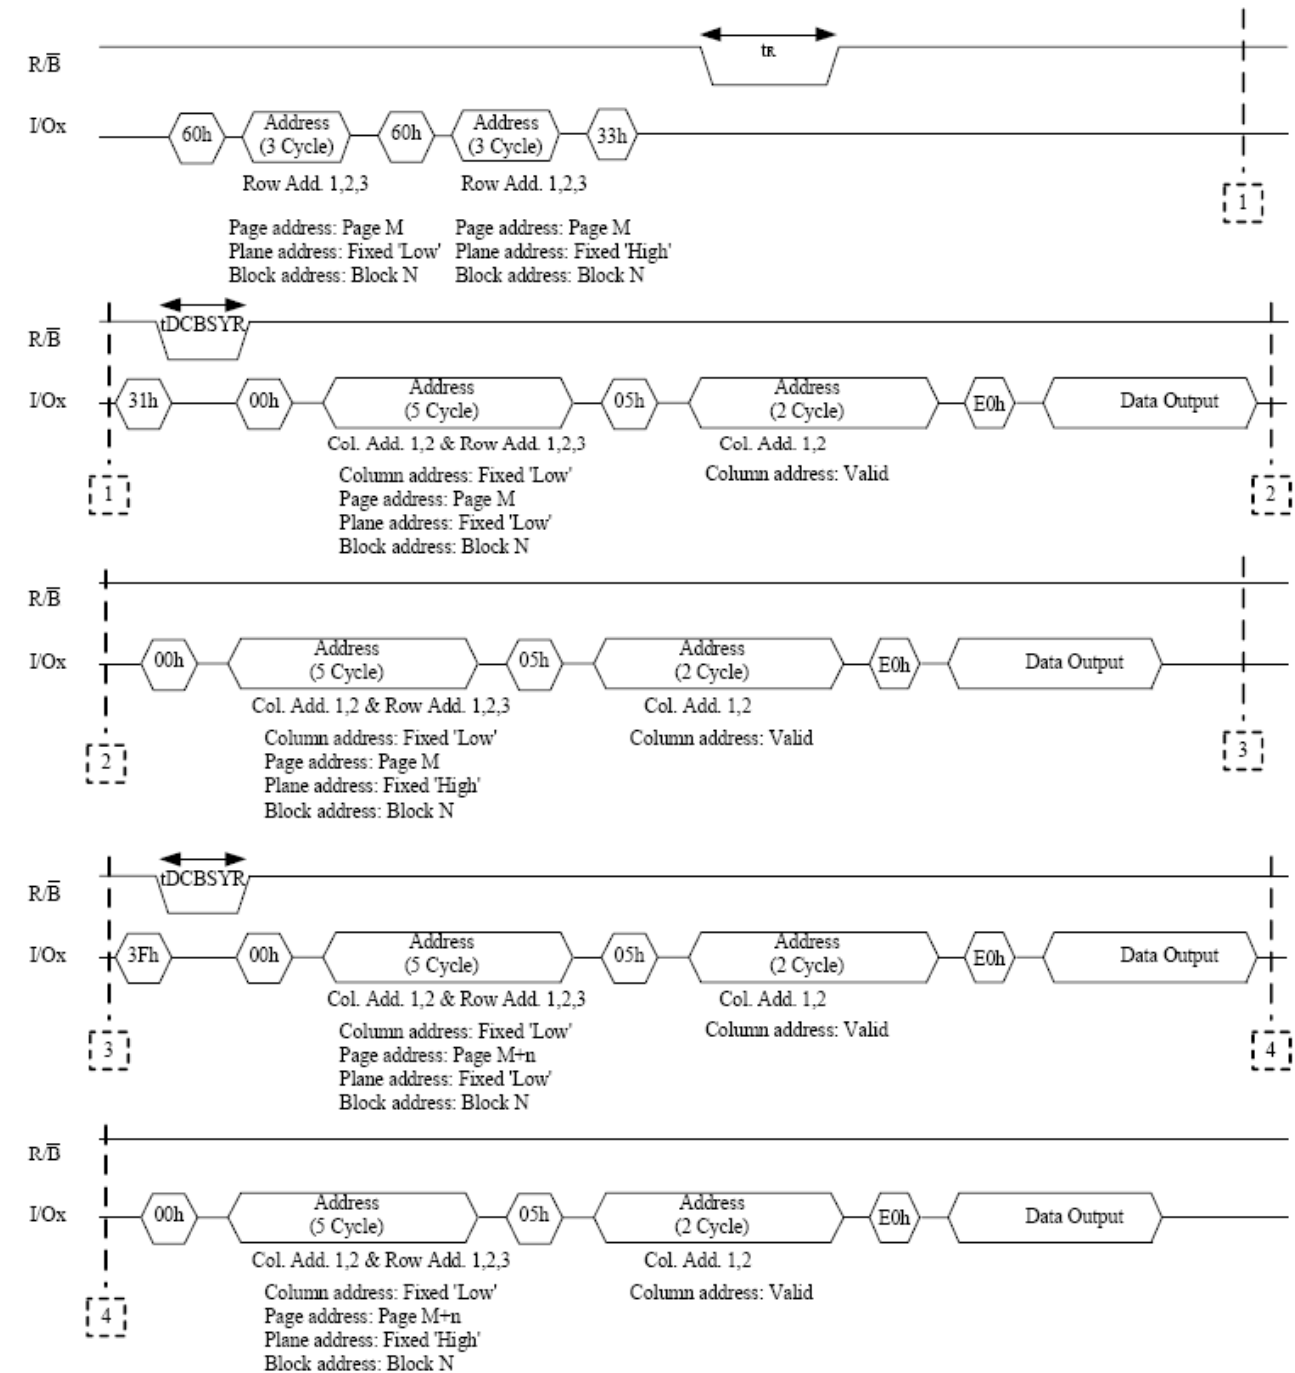 tR
R/B̅
I/Ox 60h Address (3 Cycle) 60h Address (3 Cycle) 33h
Row Add. 1,2,3 Row Add. 1,2,3
1
Page address: Page M Page address: Page M
Plane address: Fixed 'Low' Plane address: Fixed 'High'
Block address: Block N Block address: Block N
tDCBSYR
R/B̅
I/Ox 31h 00h Address (5 Cycle) 05h Address (2 Cycle) E0h Data Output
Col. Add. 1,2 & Row Add. 1,2,3 Col. Add. 1,2
Column address: Fixed 'Low' Column address: Valid
1 Page address: Page M 2
Plane address: Fixed 'Low'
Block address: Block N
R/B̅
I/Ox 00h Address (5 Cycle) 05h Address (2 Cycle) E0h Data Output
Col. Add. 1,2 & Row Add. 1,2,3 Col. Add. 1,2
Column address: Fixed 'Low' Column address: Valid
2 Page address: Page M 3
Plane address: Fixed 'High'
Block address: Block N
tDCBSYR
R/B̅
I/Ox 3Fh 00h Address (5 Cycle) 05h Address (2 Cycle) E0h Data Output
Col. Add. 1,2 & Row Add. 1,2,3 Col. Add. 1,2
Column address: Fixed 'Low' Column address: Valid
3 Page address: Page M+n 4
Plane address: Fixed 'Low'
Block address: Block N
R/B̅
I/Ox 00h Address (5 Cycle) 05h Address (2 Cycle) E0h Data Output
Col. Add. 1,2 & Row Add. 1,2,3 Col. Add. 1,2
Column address: Fixed 'Low' Column address: Valid
4 Page address: Page M+n
Plane address: Fixed 'High'
Block address: Block N